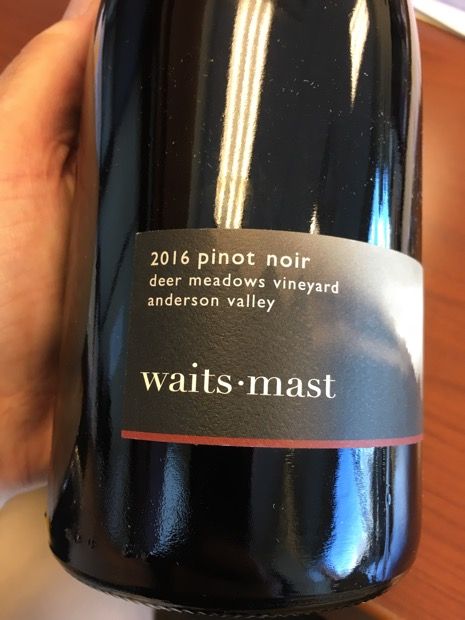 2016 pinot noir
deer meadows vineyard
anderson valley
waits·mast